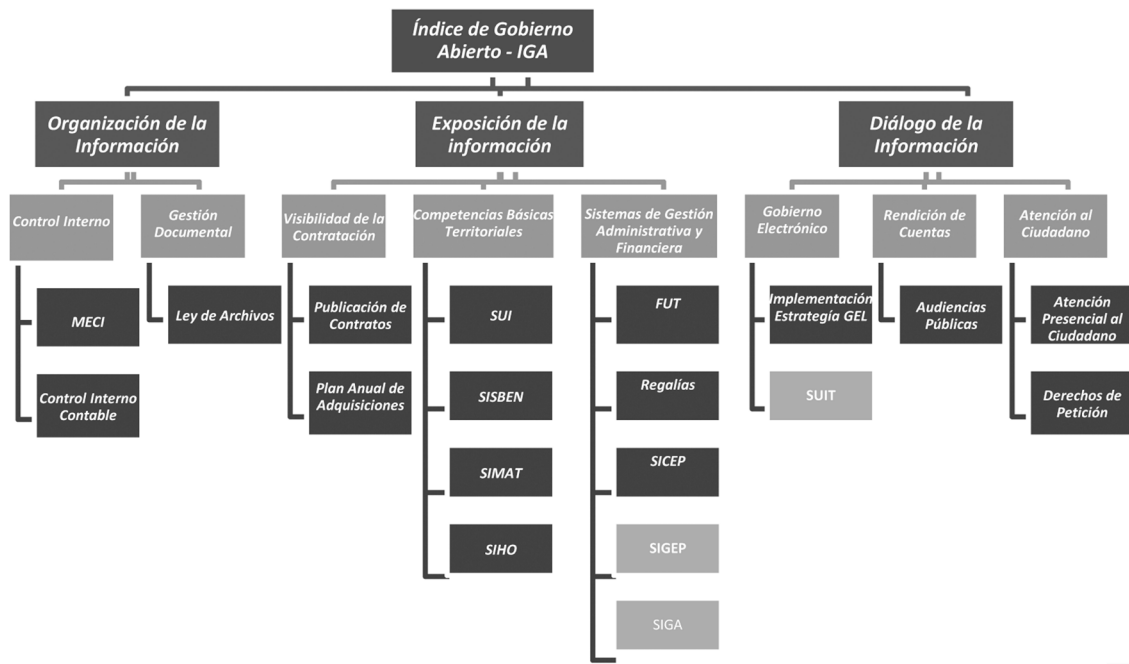 Índice de Gobierno
Abierto - IGA
Organización de la
Información
Exposición de la
información
Diálogo de la
Información
Control Interno
Gestión
Documental
Visibilidad de la
Contratación
Competencias Básicas
Territoriales
Sistemas de Gestión
Administrativa y
Financiera
Gobierno
Electrónico
Rendición de
Cuentas
Atención al
Ciudadano
MECI
Control Interno
Contable
Ley de Archivos
Publicación de
Contratos
Plan Anual de
Adquisiciones
SUI
SISBEN
SIMAT
SIHO
FUT
Regalías
SICEP
SIGEP
SIGA
Implementación
Estrategía GEL
SUIT
Audiencias
Públicas
Atención
Presencial al
Ciudadano
Derechos de
Petición